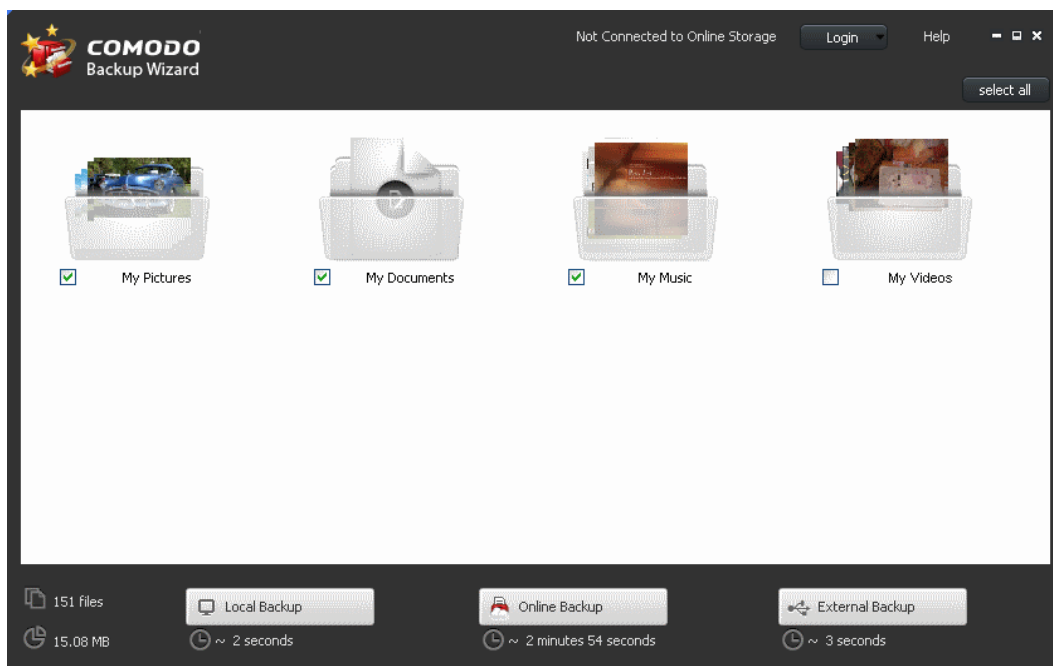 COMODO
Backup Wizard
Not Connected to Online Storage
Login
Help
select all
My Pictures
My Documents
My Music
My Videos
151 files
15.08 MB
Local Backup
~ 2 seconds
Online Backup
~ 2 minutes 54 seconds
External Backup
~ 3 seconds